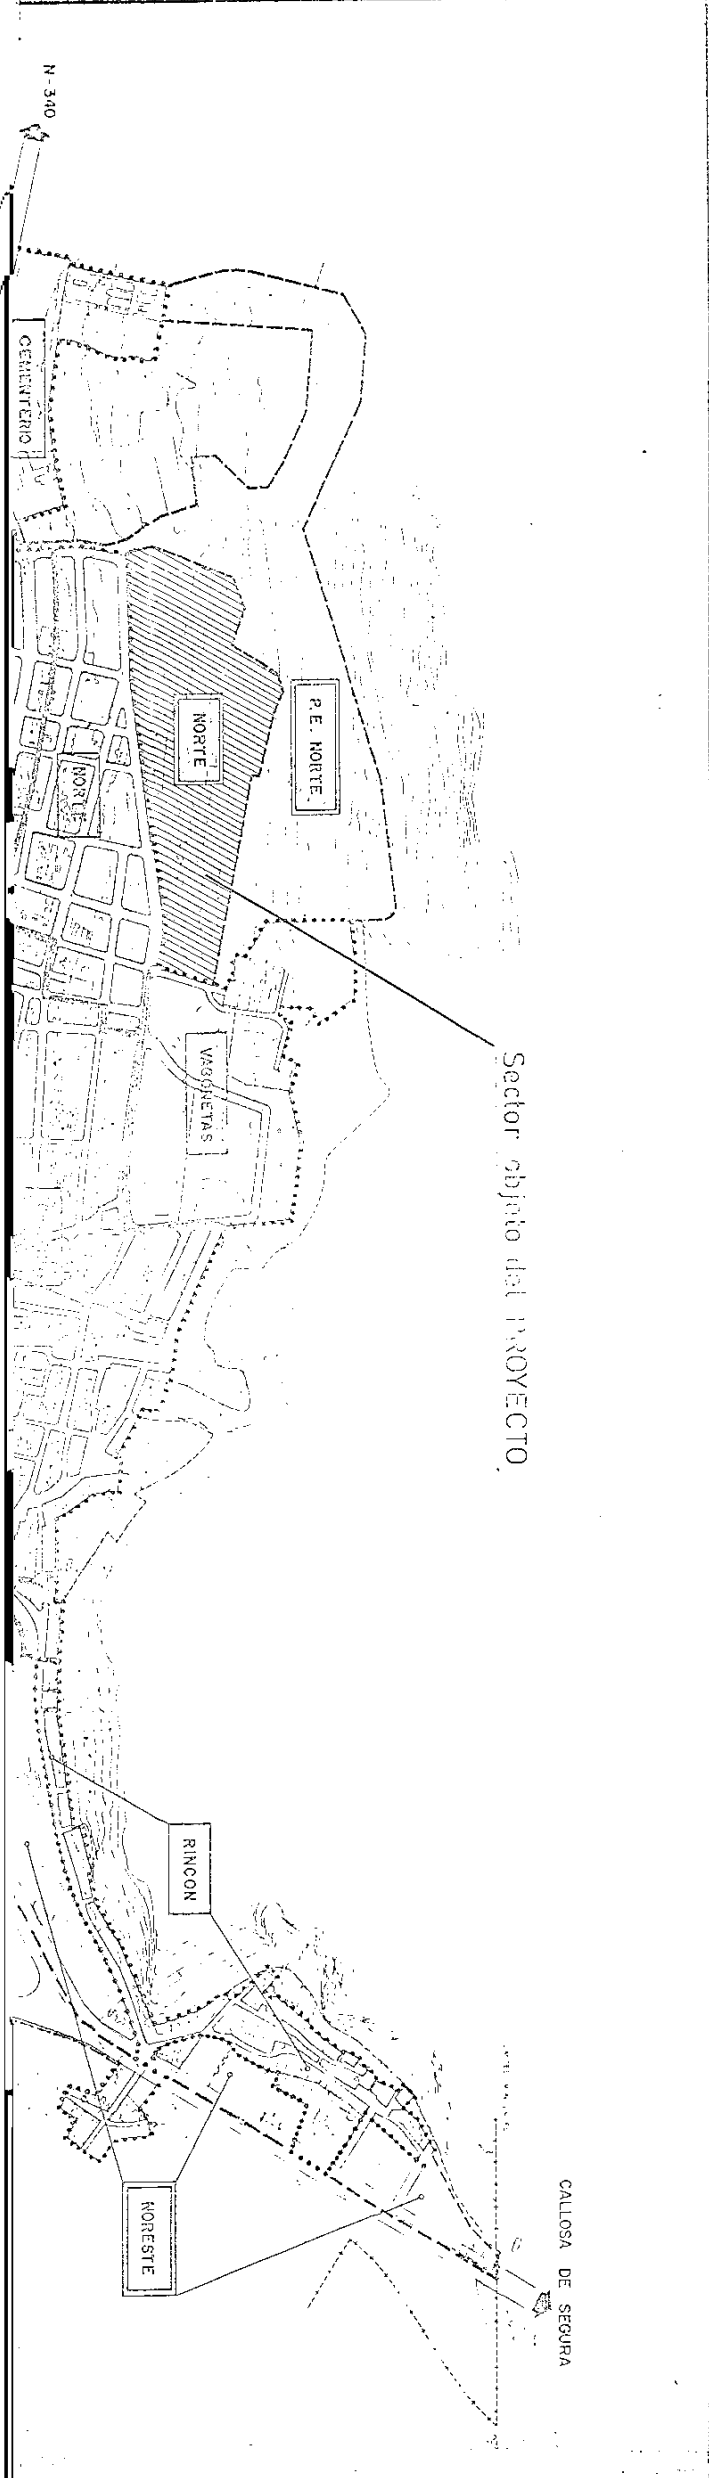 N-340
CEMENTERIO
P.E. NORTE
NORTE
NORTE
Sector objeto del PROYECTO
VAGONETAS
RINCON
NORESTE
CALLOSA DE SEGURA